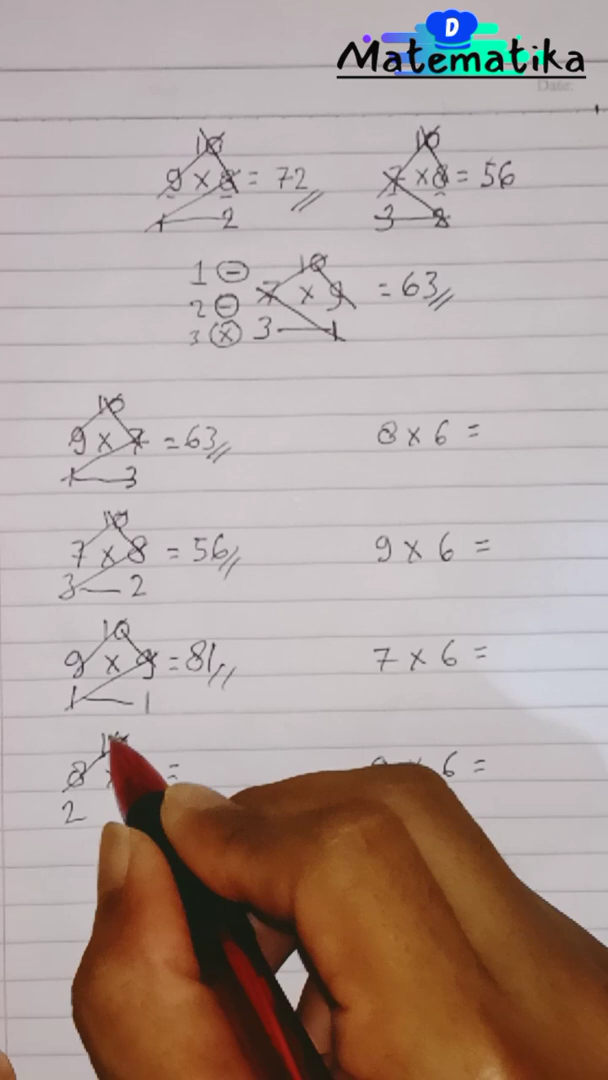 D
Matematika
Date:
10 10
9 x 8 = 72 7 x 8 = 56
1 — 2 3 — 2
10
1 ⊖ 7 x 9 = 63
2 ⊖
3 ⊗ 3 — 1
10
9 x 7 = 63 8 x 6 =
1 — 3
10
7 x 8 = 56 9 x 6 =
3 — 2
10
9 x 9 = 81 7 x 6 =
1 — 1
8 = 6 =
2